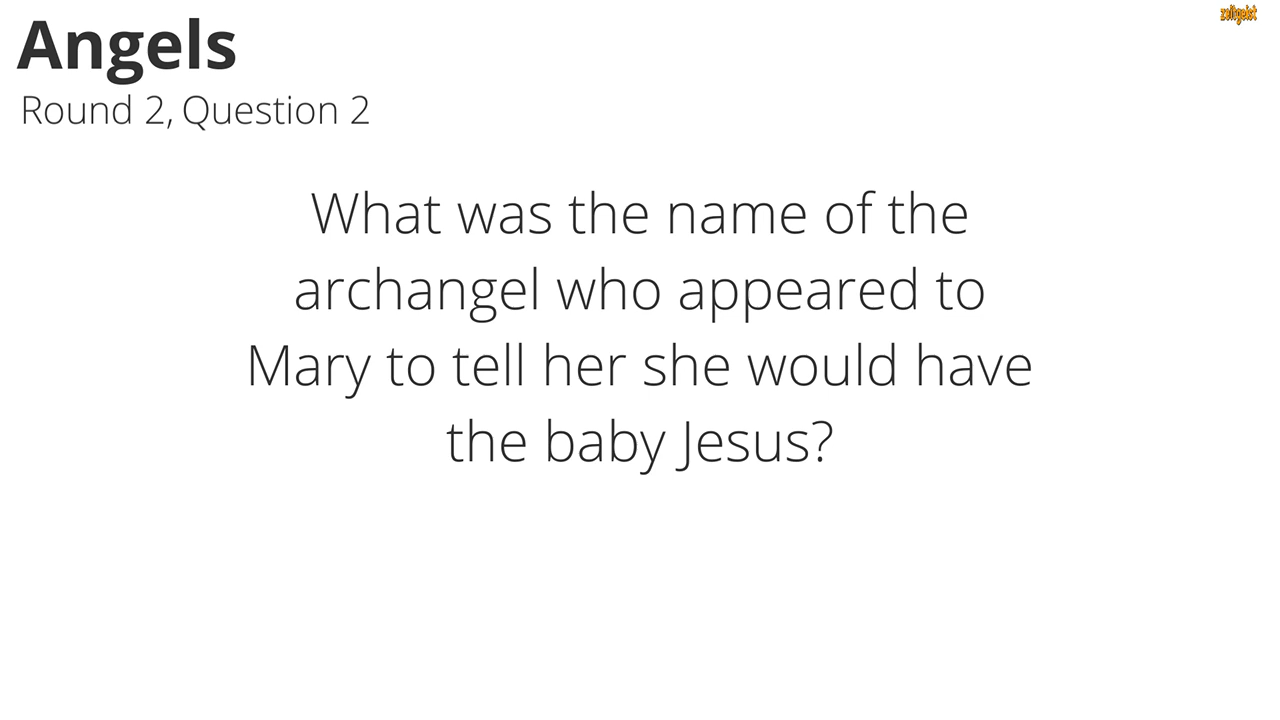 Angels
zeitgeist
Round 2, Question 2
What was the name of the
archangel who appeared to
Mary to tell her she would have
the baby Jesus?